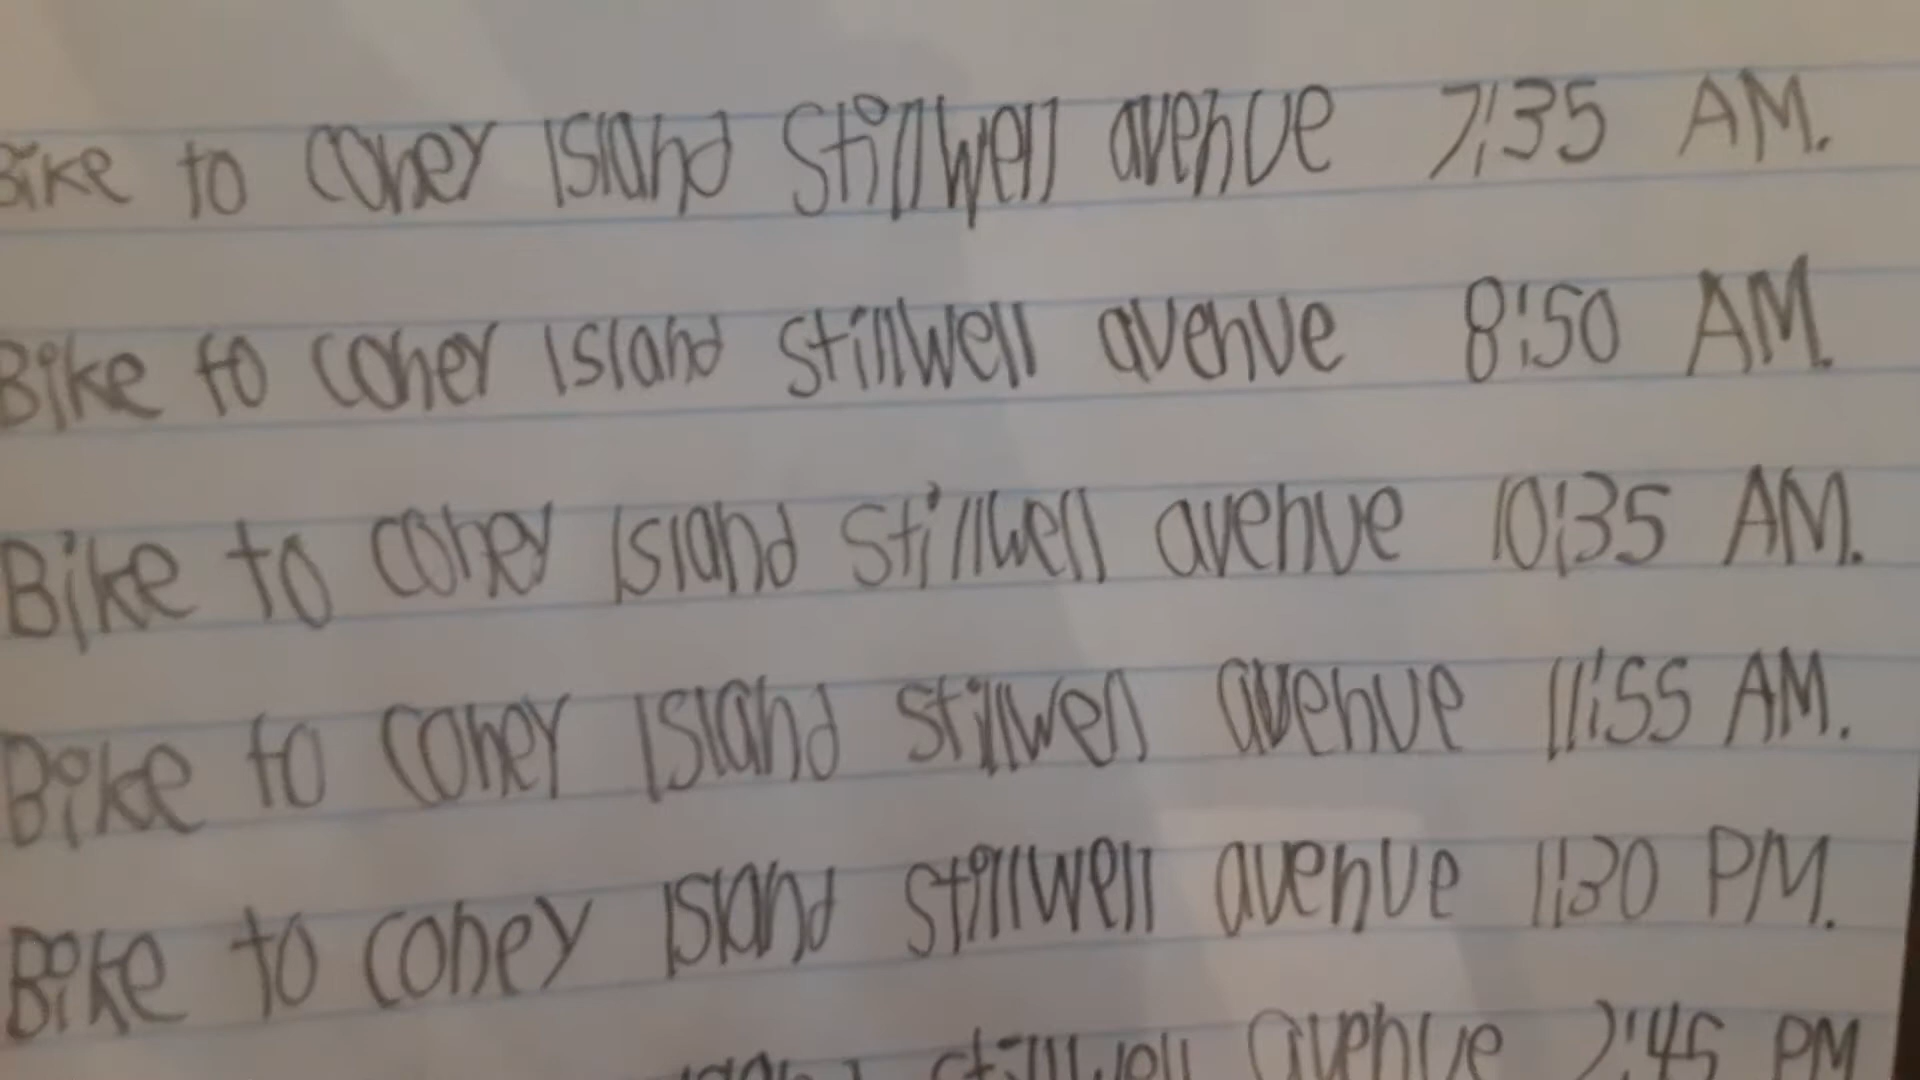 Bike to coney Island Stillwell avenue 7:35 AM.
Bike to coney Island Stillwell avenue 8:50 AM.
Bike to coney Island Stillwell avenue 10:35 AM.
Bike to coney Island stillwell avenue 11:55 AM.
Bike to coney Island stillwell avenue 1:30 PM.
Island stillwell avenue 2:45 PM